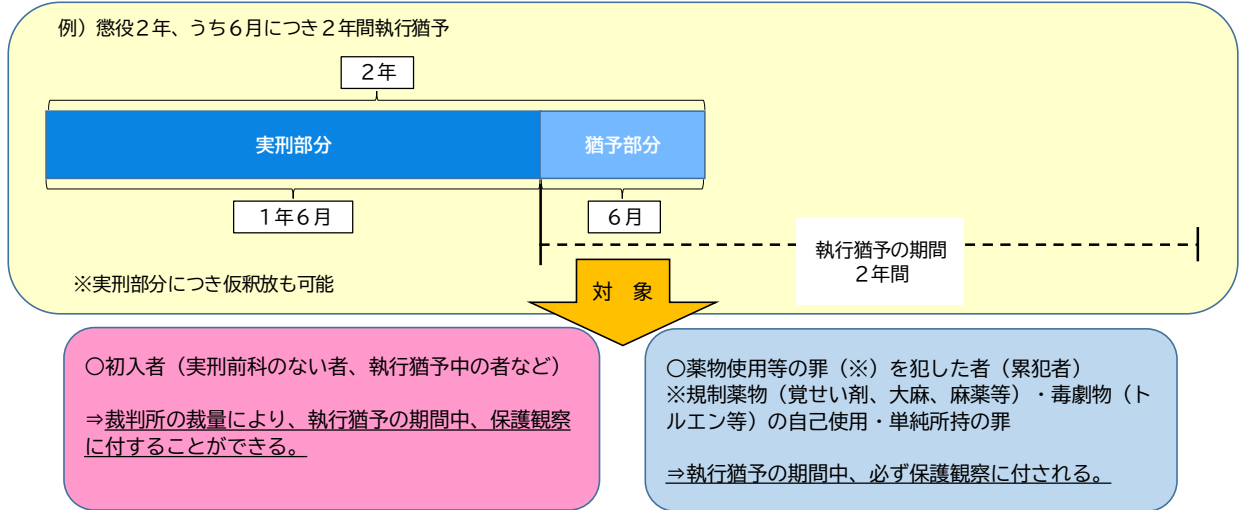 例）懲役２年、うち６月につき２年間執行猶予
２年
実刑部分
猶予部分
１年６月
６月
執行猶予の期間
２年間
※実刑部分につき仮釈放も可能
対　象
○初入者（実刑前科のない者、執行猶予中の者など）
⇒裁判所の裁量により、執行猶予の期間中、保護観察
に付することができる。
○薬物使用等の罪（※）を犯した者（累犯者）
※規制薬物（覚せい剤、大麻、麻薬等）・毒劇物（ト
ルエン等）の自己使用・単純所持の罪
⇒執行猶予の期間中、必ず保護観察に付される。